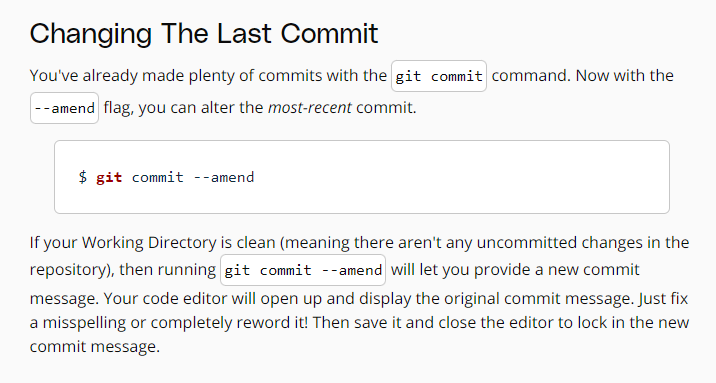 Changing The Last Commit
You've already made plenty of commits with the git commit command. Now with the
--amend flag, you can alter the most-recent commit.
$ git commit --amend
If your Working Directory is clean (meaning there aren't any uncommitted changes in the
repository), then running git commit --amend will let you provide a new commit
message. Your code editor will open up and display the original commit message. Just fix
a misspelling or completely reword it! Then save it and close the editor to lock in the new
commit message.